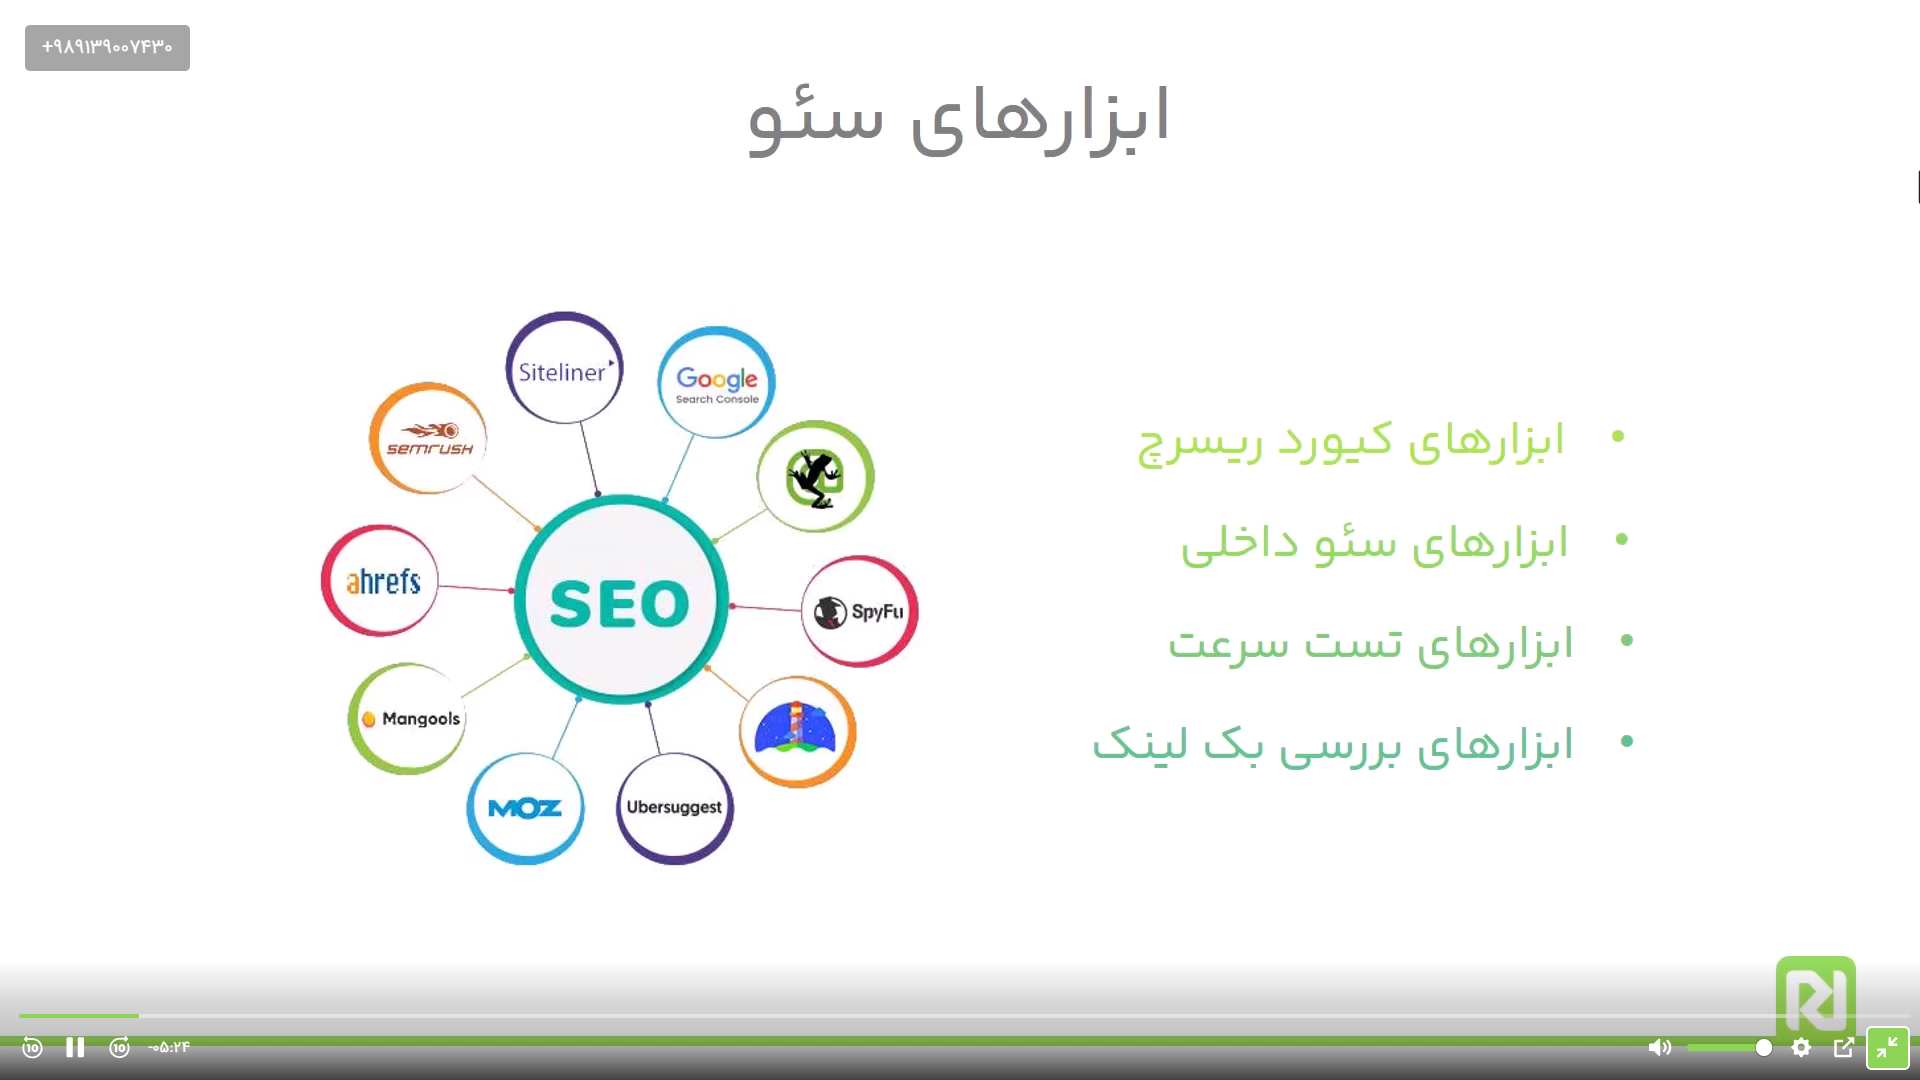 +۹۸۹۱۳۹۰۰۷۴۳۰
ابزارهای سئو
Siteliner
Google
Search Console
semrush
ahrefs
SEO
SpyFu
Mangools
MOZ
Ubersuggest
• ابزارهای کیورد ریسرچ
• ابزارهای سئو داخلی
• ابزارهای تست سرعت
• ابزارهای بررسی بک لینک
10
10
-۰۵:۲۴